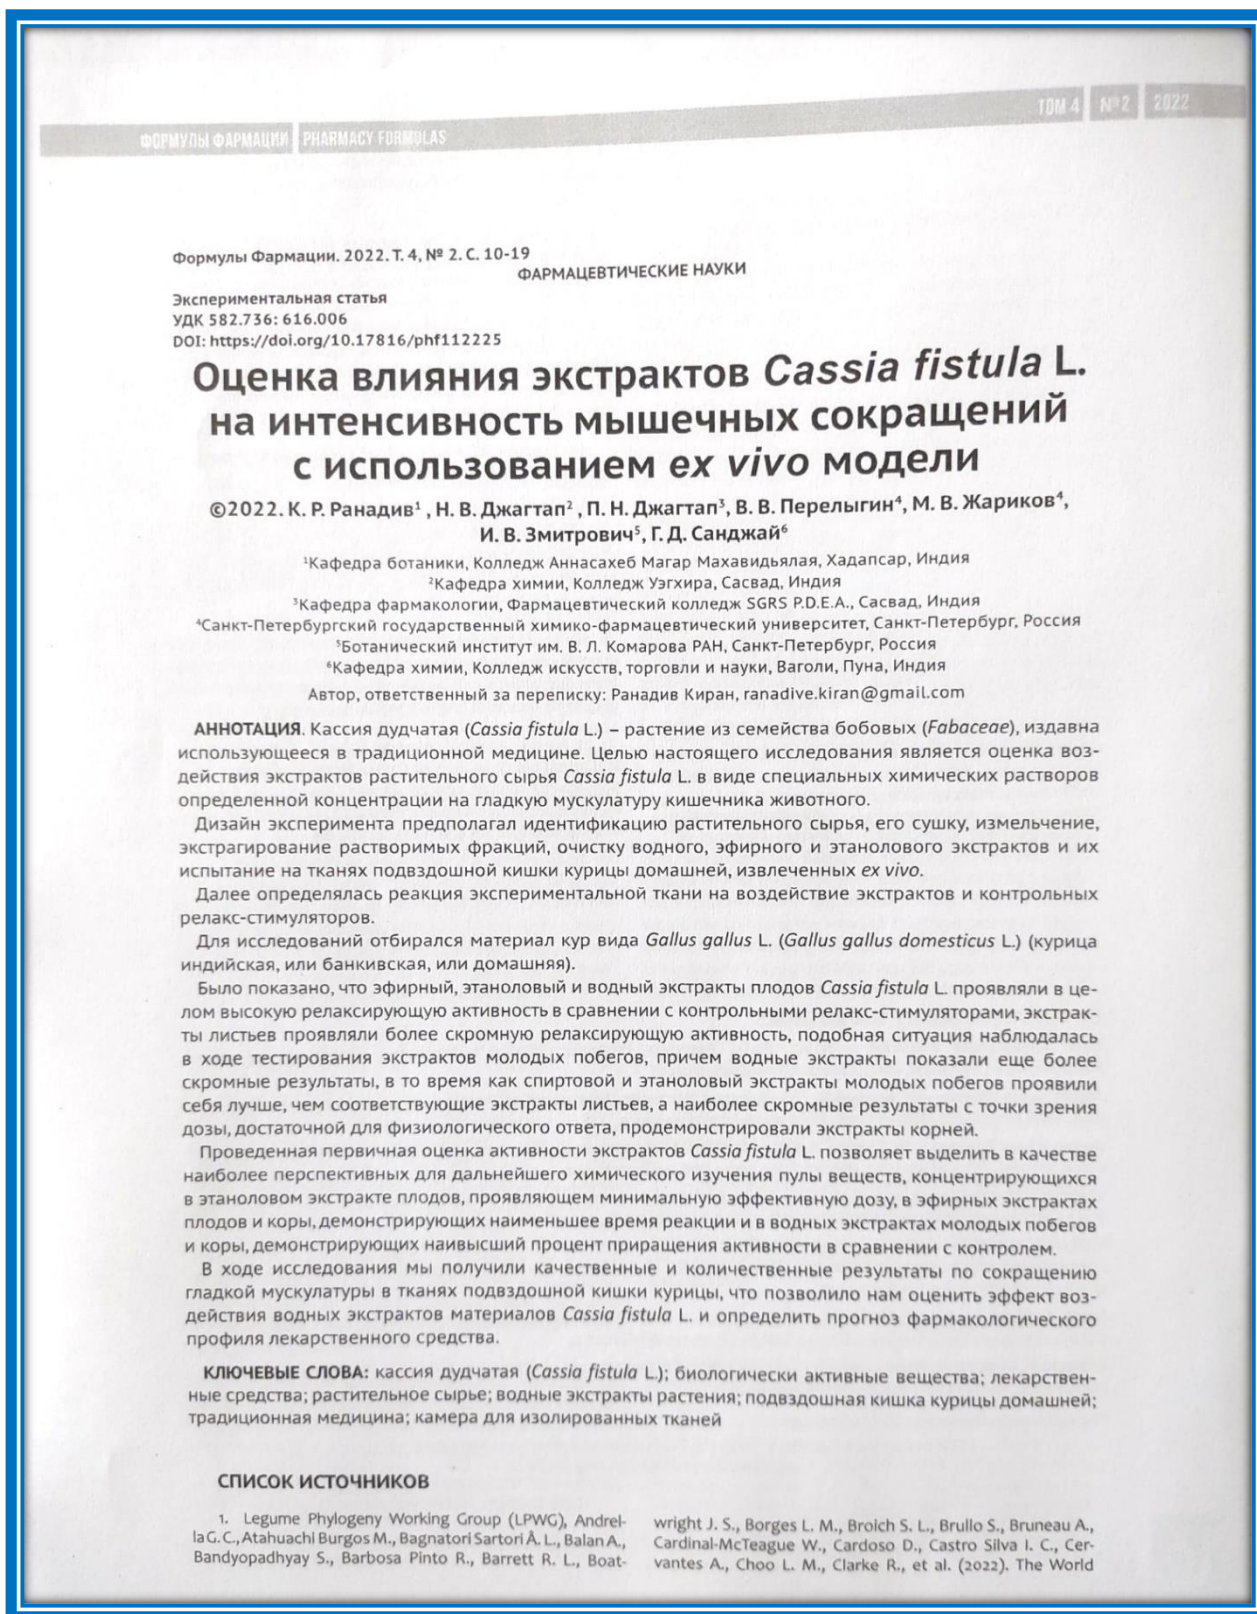 ТОМ 4 №2 2022
ФОРМУЛЫ ФАРМАЦИИ PHARMACY FORMULAS
Формулы Фармации. 2022. Т. 4, № 2. С. 10-19
ФАРМАЦЕВТИЧЕСКИЕ НАУКИ
Экспериментальная статья
УДК 582.736: 616.006
DOI: https://doi.org/10.17816/phf112225
Оценка влияния экстрактов Cassia fistula L.
на интенсивность мышечных сокращений
с использованием ex vivo модели
©2022. К. Р. Ранадив¹ , Н. В. Джагтап² , П. Н. Джагтап³, В. В. Перелыгин⁴, М. В. Жариков⁴,
И. В. Змитрович⁵, Г. Д. Санджай⁶
¹Кафедра ботаники, Колледж Аннасахеб Магар Махавидьялая, Хадапсар, Индия
²Кафедра химии, Колледж Уэгхира, Сасвад, Индия
³Кафедра фармакологии, Фармацевтический колледж SGRS P.D.E.A., Сасвад, Индия
⁴Санкт-Петербургский государственный химико-фармацевтический университет, Санкт-Петербург, Россия
⁵Ботанический институт им. В. Л. Комарова РАН, Санкт-Петербург, Россия
⁶Кафедра химии, Колледж искусств, торговли и науки, Ваголи, Пуна, Индия
Автор, ответственный за переписку: Ранадив Киран, ranadive.kiran@gmail.com
АННОТАЦИЯ. Кассия дудчатая (Cassia fistula L.) – растение из семейства бобовых (Fabaceae), издавна
использующееся в традиционной медицине. Целью настоящего исследования является оценка воз-
действия экстрактов растительного сырья Cassia fistula L. в виде специальных химических растворов
определенной концентрации на гладкую мускулатуру кишечника животного.
Дизайн эксперимента предполагал идентификацию растительного сырья, его сушку, измельчение,
экстрагирование растворимых фракций, очистку водного, эфирного и этанолового экстрактов и их
испытание на тканях подвздошной кишки курицы домашней, извлеченных ex vivo.
Далее определялась реакция экспериментальной ткани на воздействие экстрактов и контрольных
релакс-стимуляторов.
Для исследований отбирался материал кур вида Gallus gallus L. (Gallus gallus domesticus L.) (курица
индийская, или банкивская, или домашняя).
Было показано, что эфирный, этаноловый и водный экстракты плодов Cassia fistula L. проявляли в це-
лом высокую релаксирующую активность в сравнении с контрольными релакс-стимуляторами, экстрак-
ты листьев проявляли более скромную релаксирующую активность, подобная ситуация наблюдалась
в ходе тестирования экстрактов молодых побегов, причем водные экстракты показали еще более
скромные результаты, в то время как спиртовой и этаноловый экстракты молодых побегов проявили
себя лучше, чем соответствующие экстракты листьев, а наиболее скромные результаты с точки зрения
дозы, достаточной для физиологического ответа, продемонстрировали экстракты корней.
Проведенная первичная оценка активности экстрактов Cassia fistula L. позволяет выделить в качестве
наиболее перспективных для дальнейшего химического изучения пулы веществ, концентрирующихся
в этаноловом экстракте плодов, проявляющем минимальную эффективную дозу, в эфирных экстрактах
плодов и коры, демонстрирующих наименьшее время реакции и в водных экстрактах молодых побегов
и коры, демонстрирующих наивысший процент приращения активности в сравнении с контролем.
В ходе исследования мы получили качественные и количественные результаты по сокращению
гладкой мускулатуры в тканях подвздошной кишки курицы, что позволило нам оценить эффект воз-
действия водных экстрактов материалов Cassia fistula L. и определить прогноз фармакологического
профиля лекарственного средства.
КЛЮЧЕВЫЕ СЛОВА: кассия дудчатая (Cassia fistula L.); биологически активные вещества; лекарствен-
ные средства; растительное сырье; водные экстракты растения; подвздошная кишка курицы домашней;
традиционная медицина; камера для изолированных тканей
СПИСОК ИСТОЧНИКОВ
1. Legume Phylogeny Working Group (LPWG), Andrel-
la G. C., Atahuachi Burgos M., Bagnatori Sartori Â. L., Balan A.,
Bandyopadhyay S., Barbosa Pinto R., Barrett R. L., Boat-
wright J. S., Borges L. M., Broich S. L., Brullo S., Bruneau A.,
Cardinal-McTeague W., Cardoso D., Castro Silva I. C., Cer-
vantes A., Choo L. M., Clarke R., et al. (2022). The World